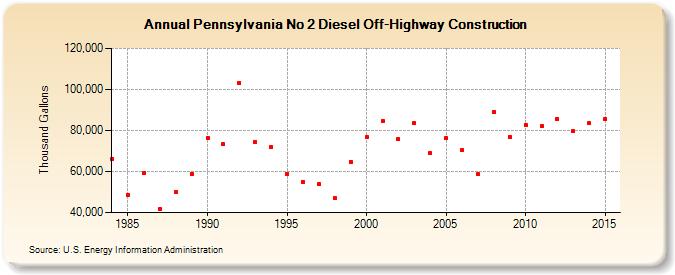 Annual Pennsylvania No 2 Diesel Off-Highway Construction
Thousand Gallons
120,000
100,000
80,000
60,000
40,000
1985 1990 1995 2000 2005 2010 2015
Source: U.S. Energy Information Administration